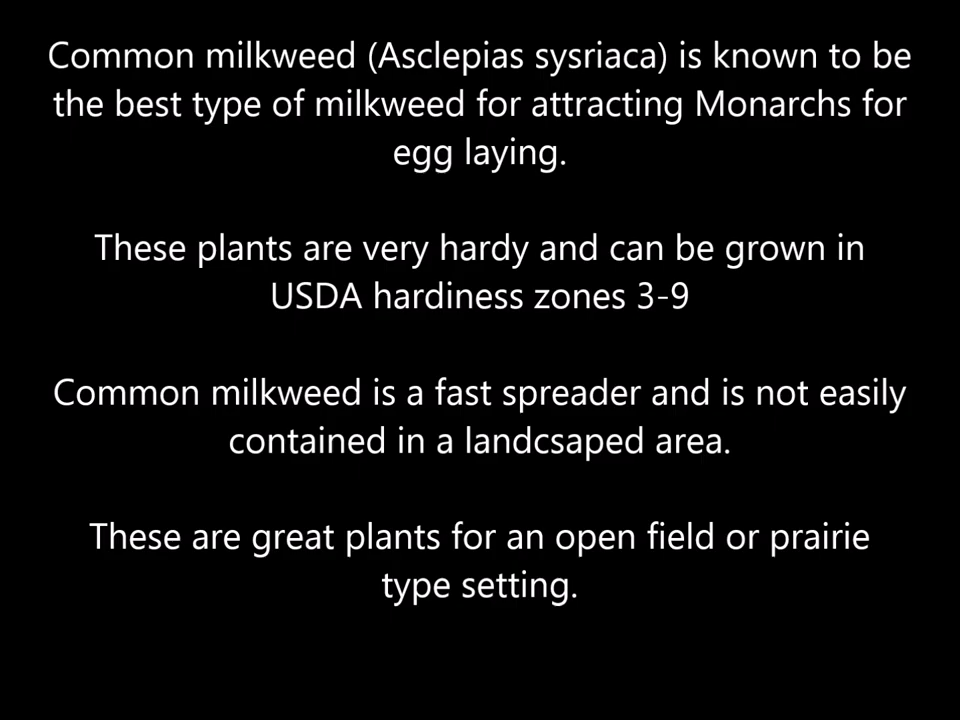 Common milkweed (Asclepias sysriaca) is known to be
the best type of milkweed for attracting Monarchs for
egg laying.
These plants are very hardy and can be grown in
USDA hardiness zones 3-9
Common milkweed is a fast spreader and is not easily
contained in a landcsaped area.
These are great plants for an open field or prairie
type setting.